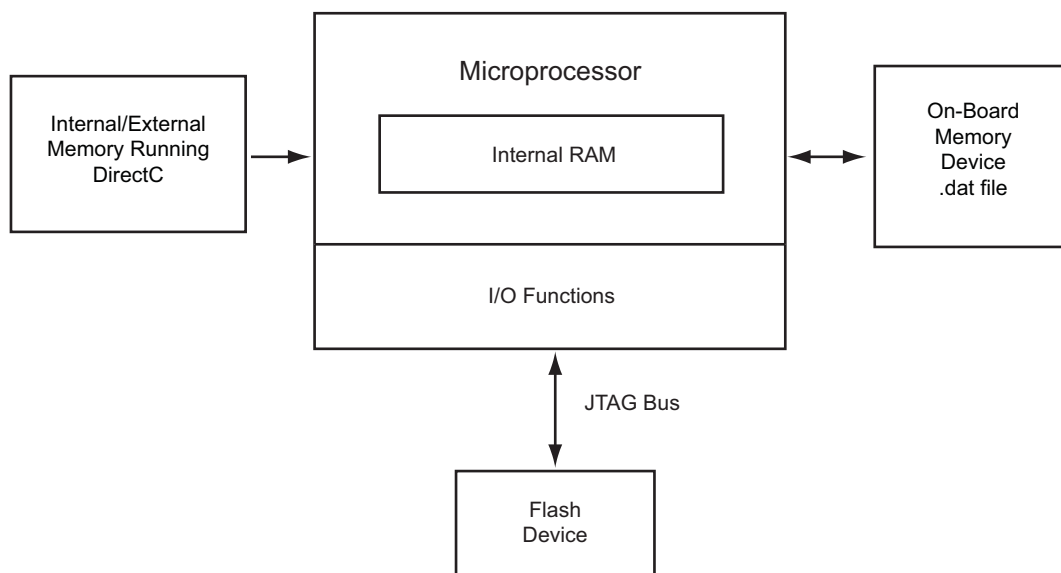 Microprocessor
Internal RAM
I/O Functions
Internal/External
Memory Running
DirectC
On-Board
Memory
Device
.dat file
JTAG Bus
Flash
Device